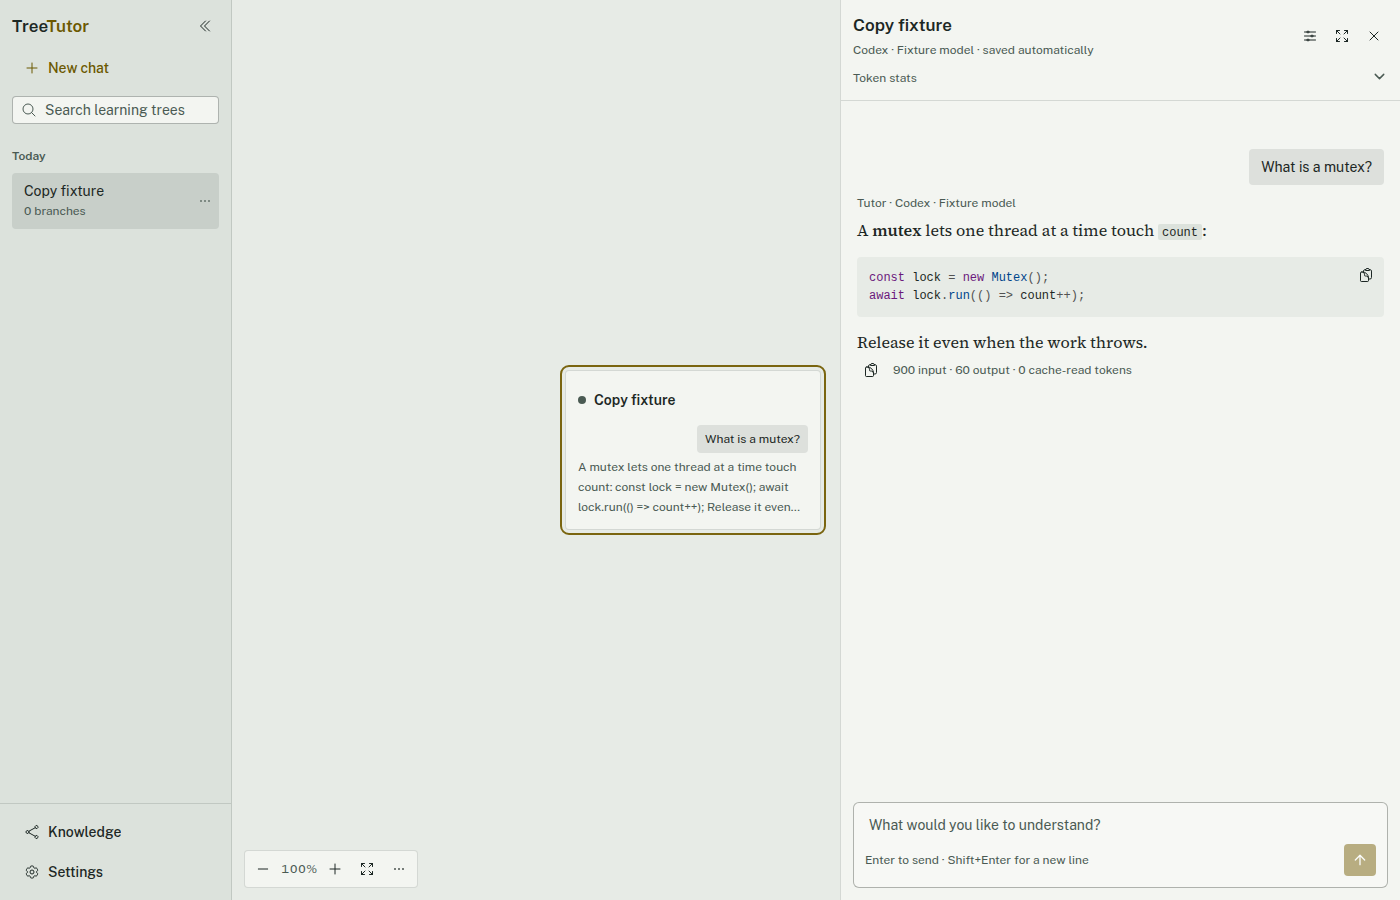 TreeTutor
New chat
Search learning trees
Today
Copy fixture
0 branches
Knowledge
Settings
Copy fixture
What is a mutex?
A mutex lets one thread at a time touch
count: const lock = new Mutex(); await
lock.run(() => count++); Release it even...
100%
Copy fixture
Codex · Fixture model · saved automatically
Token stats
What is a mutex?
Tutor · Codex · Fixture model
A mutex lets one thread at a time touch count:
const lock = new Mutex();
await lock.run(() => count++);
Release it even when the work throws.
900 input · 60 output · 0 cache-read tokens
What would you like to understand?
Enter to send · Shift+Enter for a new line